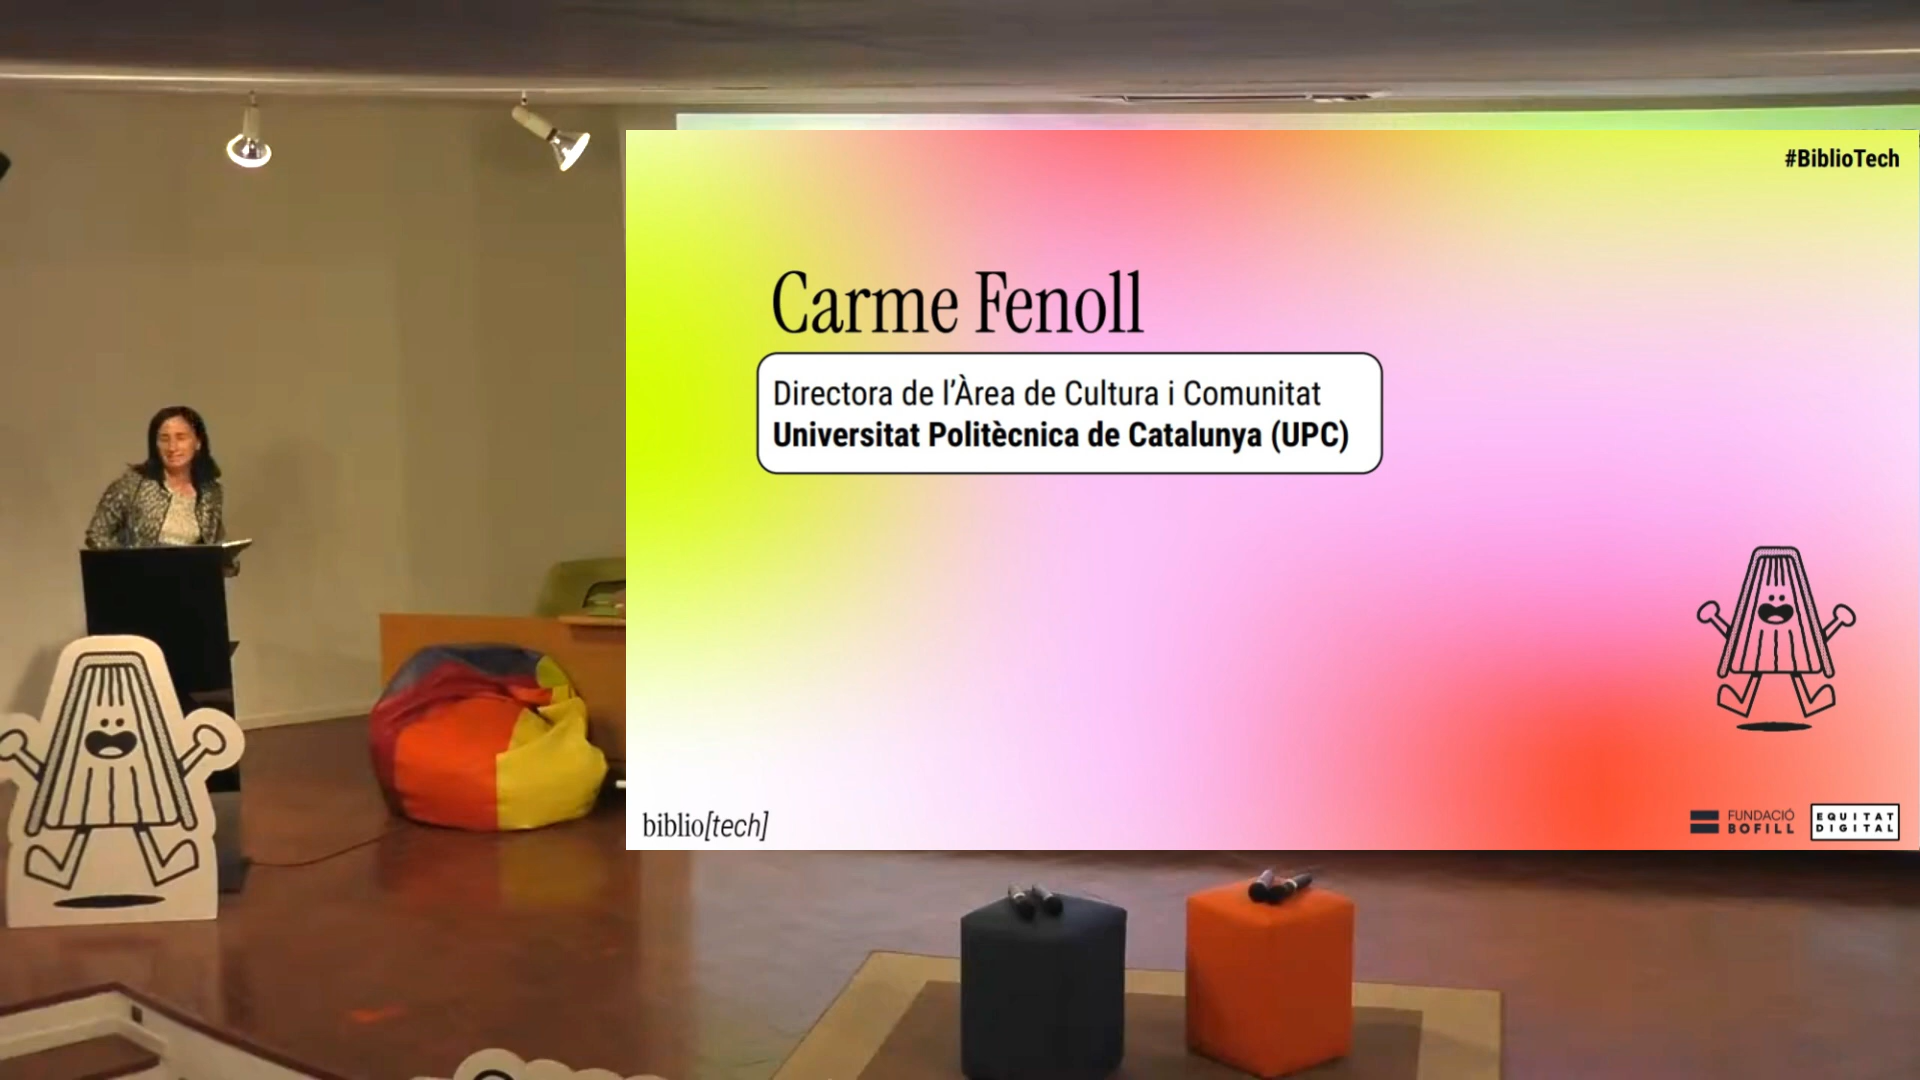 #BiblioTech
Carme Fenoll
Directora de l'Àrea de Cultura i Comunitat
Universitat Politècnica de Catalunya (UPC)
biblio[tech]
FUNDACIÓ
BOFILL
EQUITAT
DIGITAL